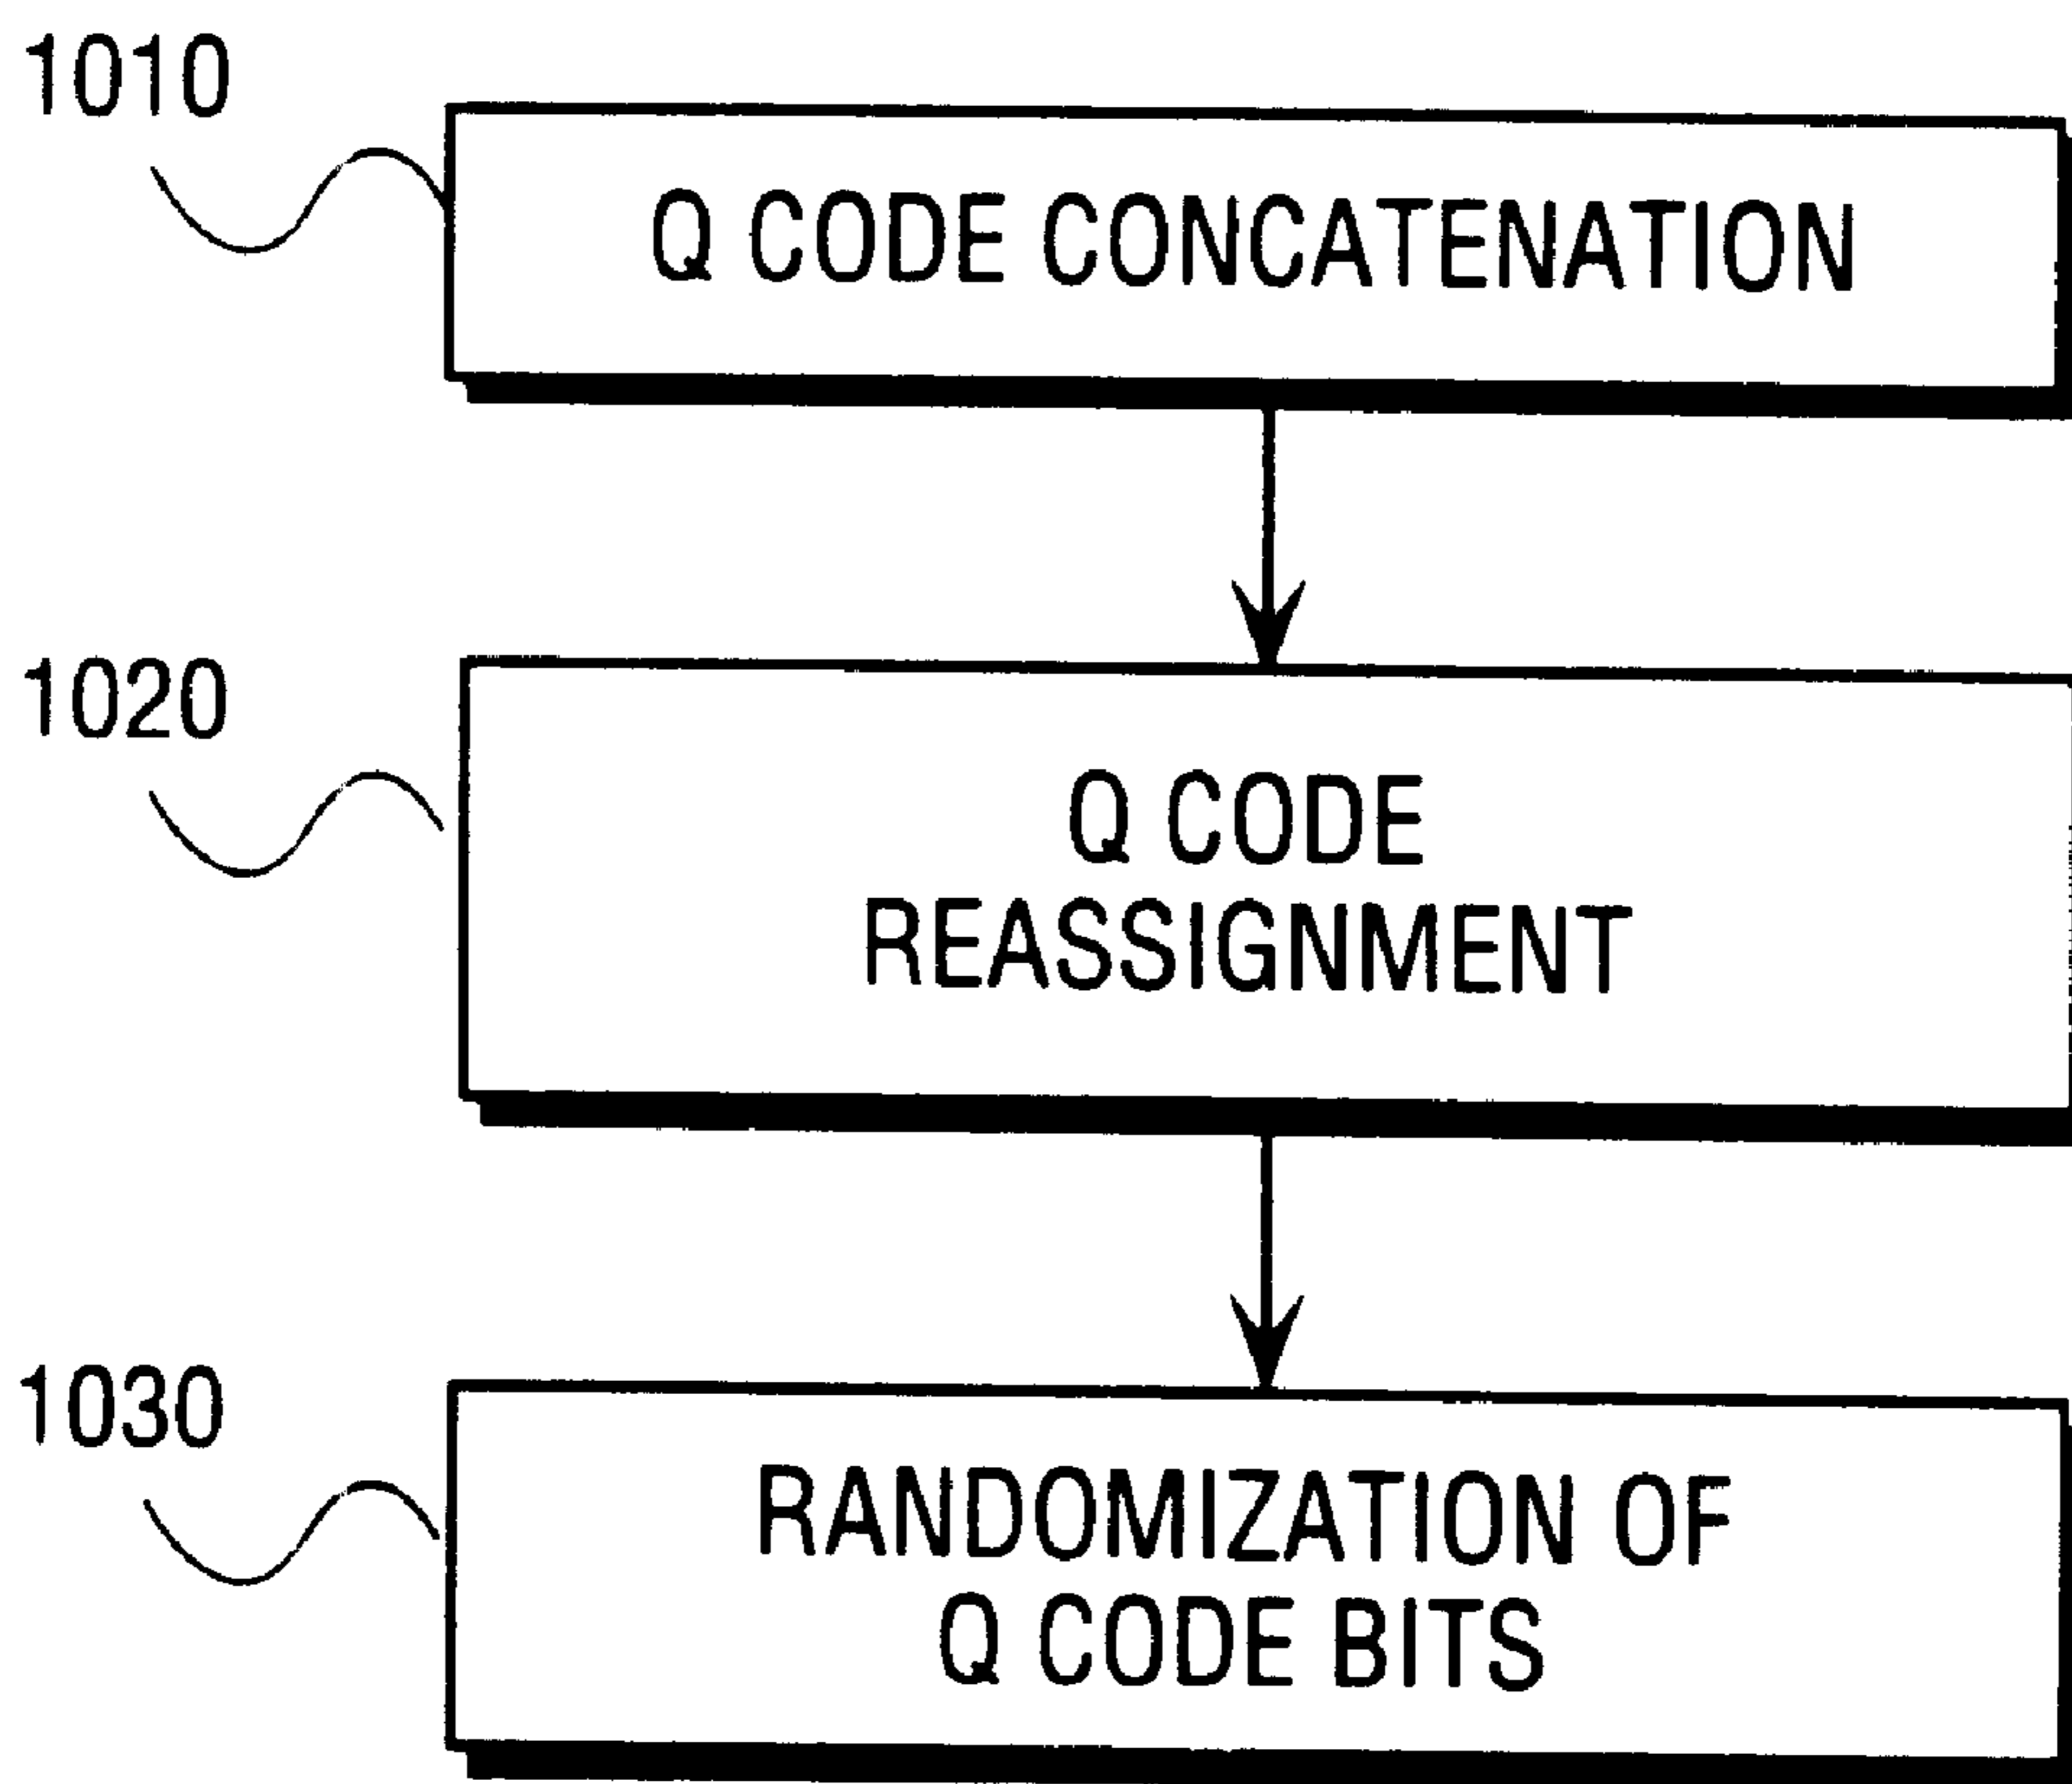 1010
Q CODE CONCATENATION
1020
Q CODE
REASSIGNMENT
1030
RANDOMIZATION OF
Q CODE BITS